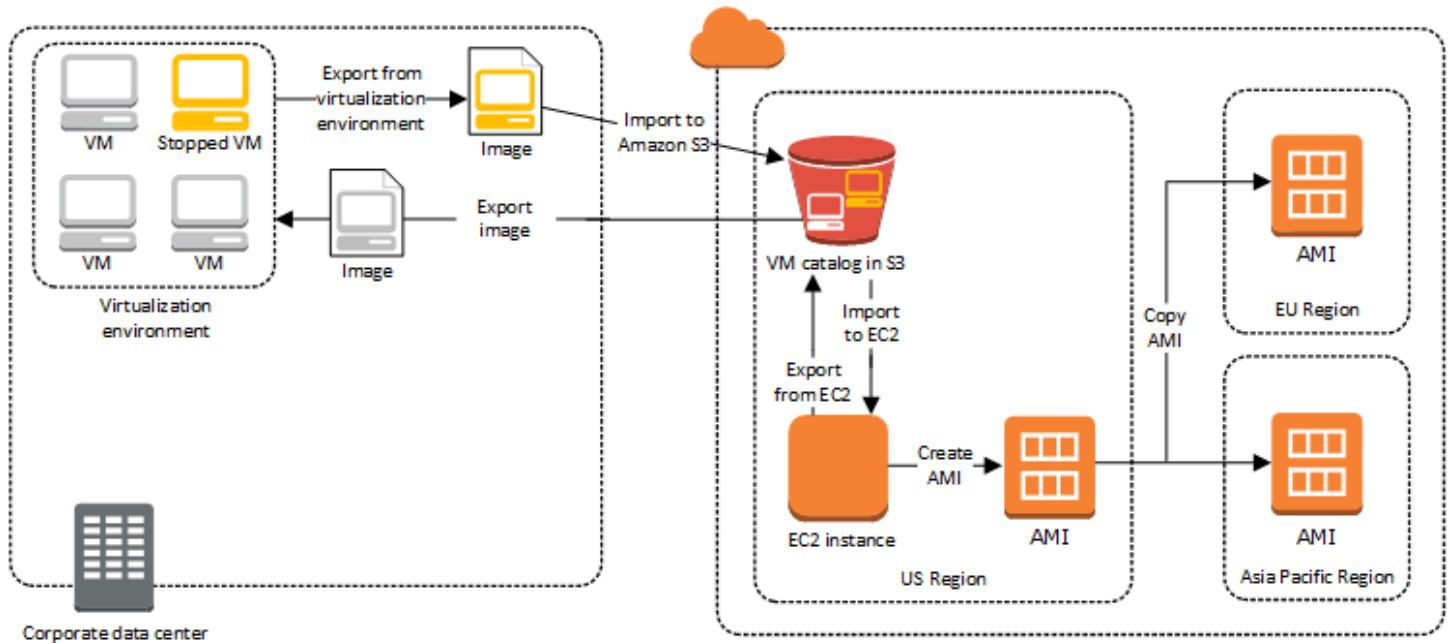 VM
Stopped VM
VM
VM
Virtualization
environment
Export from
virtualization
environment
Image
Export
image
Image
Corporate data center
Import to
Amazon S3
VM catalog in S3
Import
to EC2
Export
from EC2
EC2 instance
Create
AMI
AMI
US Region
Copy
AMI
AMI
EU Region
AMI
Asia Pacific Region